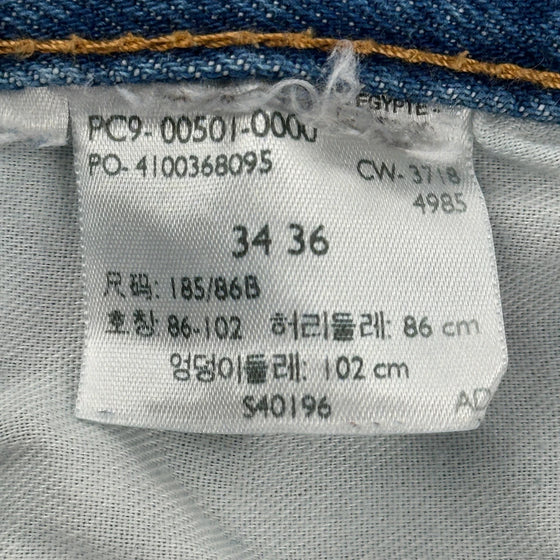 EGYPTE -
PC9- 00501-0000
PO- 4100368095
CW- 3718
4985
34 36
尺码: 185/86B
호칭 86-102 허리둘레: 86 cm
엉덩이둘레: 102 cm
S40196
AD